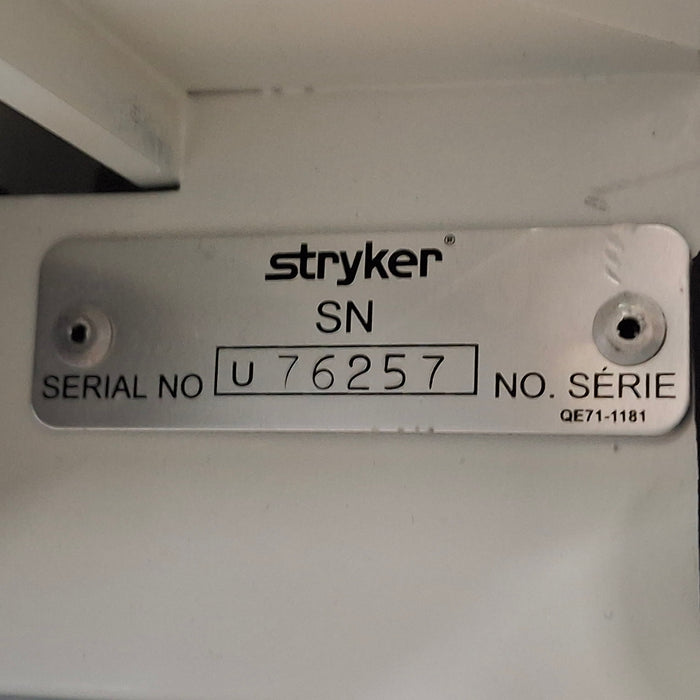 stryker®
SN
SERIAL NO U 76257 NO. SÉRIE
QE71-1181